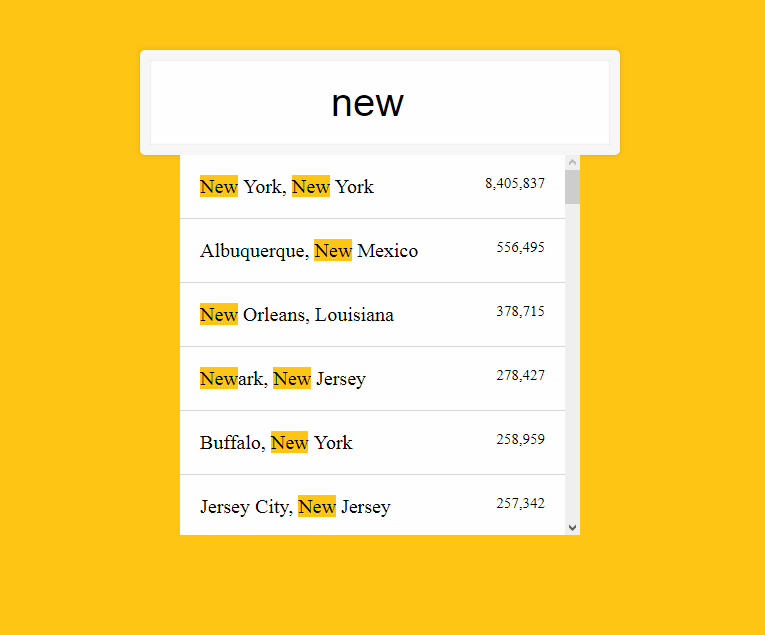 new
New York, New York 8,405,837
Albuquerque, New Mexico 556,495
New Orleans, Louisiana 378,715
Newark, New Jersey 278,427
Buffalo, New York 258,959
Jersey City, New Jersey 257,342